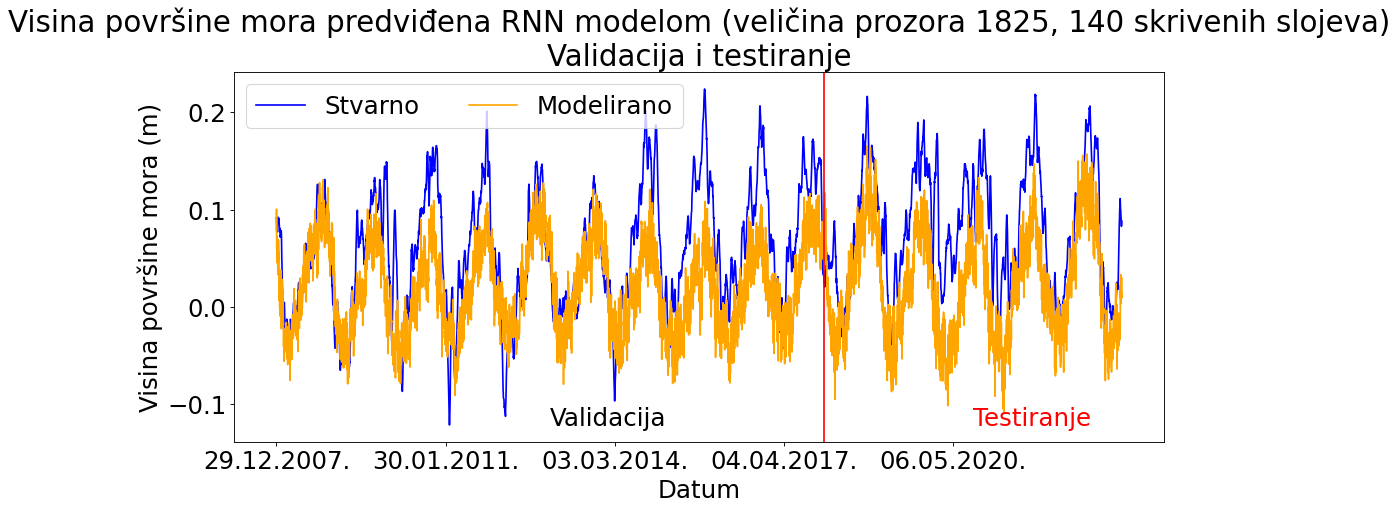 Visina površine mora predviđena RNN modelom (veličina prozora 1825, 140 skrivenih slojeva)
Validacija i testiranje
Stvarno Modelirano
Visina površine mora (m)
0.2
0.1
0.0
−0.1
Validacija Testiranje
29.12.2007. 30.01.2011. 03.03.2014. 04.04.2017. 06.05.2020.
Datum